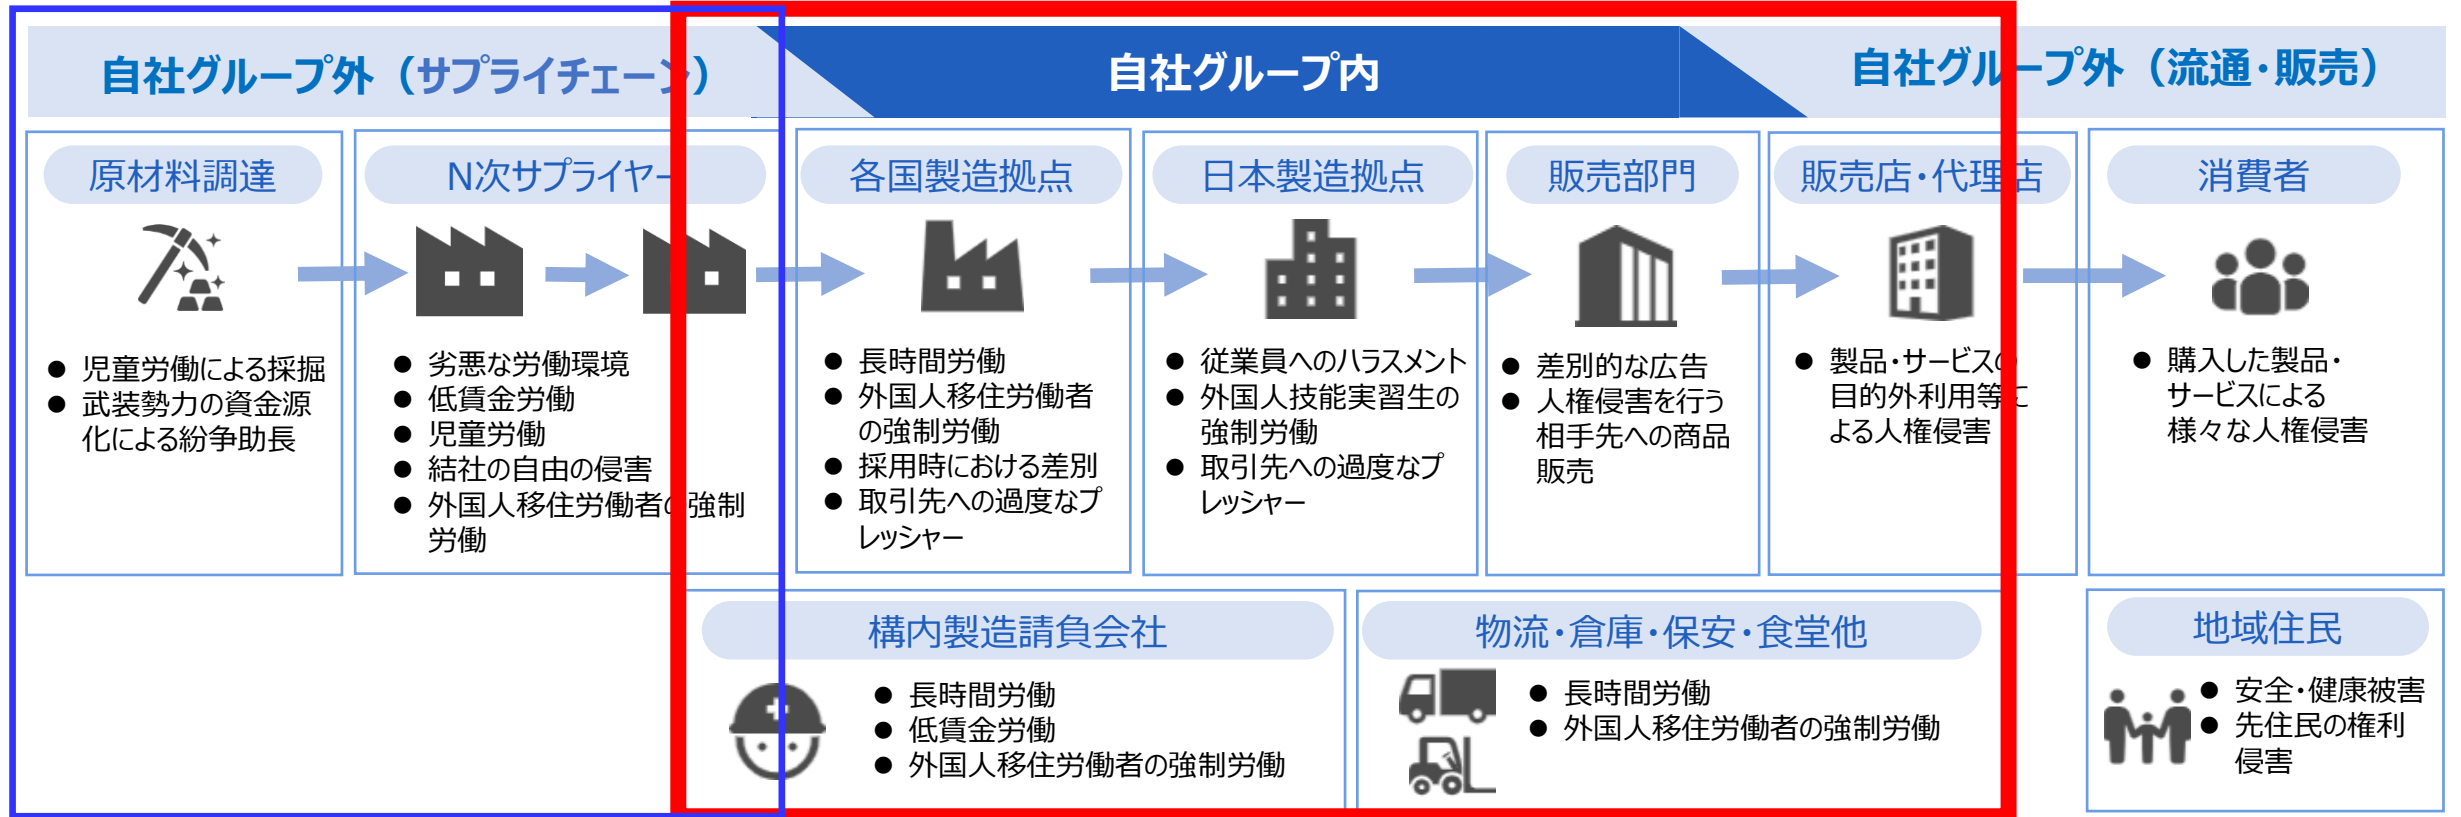 自社グループ外（サプライチェーン）
自社グループ内
自社グループ外（流通・販売）
原材料調達
● 児童労働による採掘
● 武装勢力の資金源
化による紛争助長
N次サプライヤー
● 劣悪な労働環境
● 低賃金労働
● 児童労働
● 結社の自由の侵害
● 外国人移住労働者の強制
労働
各国製造拠点
● 長時間労働
● 外国人移住労働者
の強制労働
● 採用時における差別
● 取引先への過度なプ
レッシャー
日本製造拠点
● 従業員へのハラスメント
● 外国人技能実習生の
強制労働
● 取引先への過度なプ
レッシャー
販売部門
● 差別的な広告
● 人権侵害を行う
相手先への商品
販売
販売店・代理店
● 製品・サービスの
目的外利用等に
よる人権侵害
消費者
● 購入した製品・
サービスによる
様々な人権侵害
構内製造請負会社
● 長時間労働
● 低賃金労働
● 外国人移住労働者の強制労働
物流・倉庫・保安・食堂他
● 長時間労働
● 外国人移住労働者の強制労働
地域住民
● 安全・健康被害
● 先住民の権利
侵害